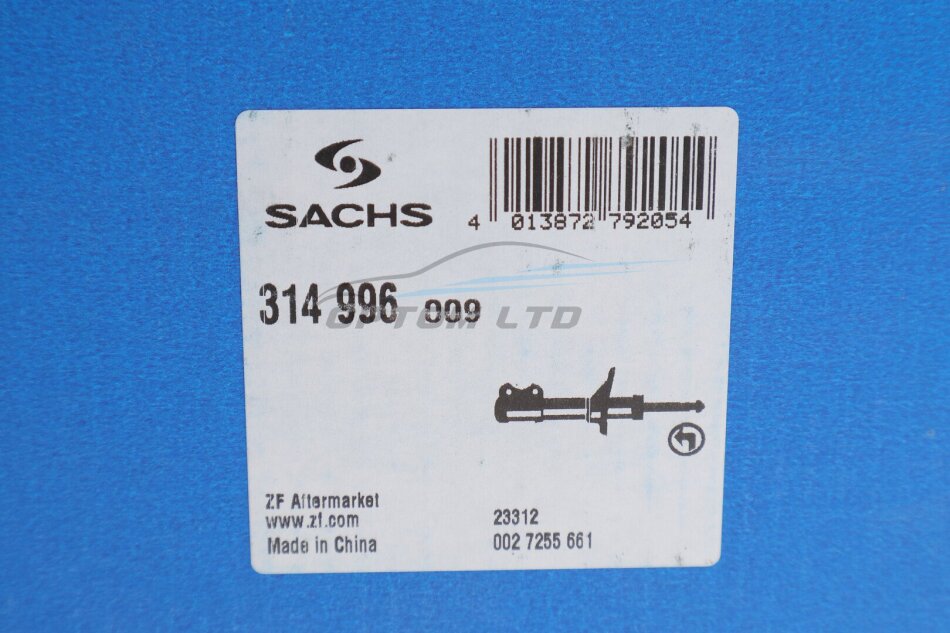 SACHS
4 013872 792054
314 996 009
OPTOM LTD
ZF Aftermarket
www.zf.com
Made in China
23312
002 7255 661